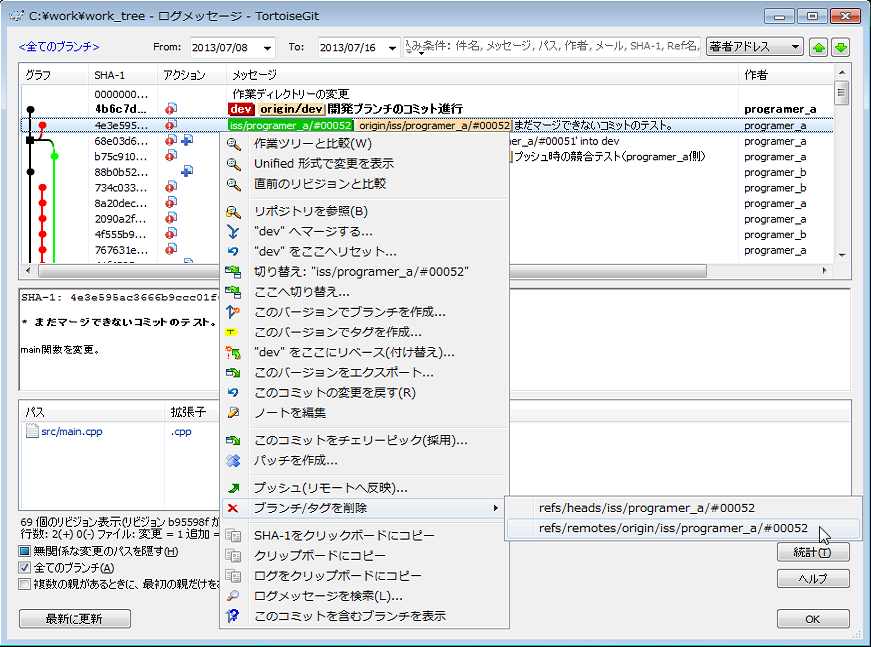 C:¥work¥work_tree - ログメッセージ - TortoiseGit
<全てのブランチ> From: 2013/07/08 To: 2013/07/16 込み条件: 件名, メッセージ, パス, 作者, メール, SHA-1, Ref名, 著者アドレス
グラフ SHA-1 アクション メッセージ 作者
0000000... 作業ディレクトリーの変更
4b6c7d... dev origin/dev 開発ブランチのコミット進行 programer_a
4e3e595... iss/programer_a/#00052 origin/iss/programer_a/#00052 まだマージできないコミットのテスト。 programer_a
68e03d6... er_a/#00051' into dev programer_a
b75c910... プッシュ時の競合テスト(programer_a側) programer_a
88b0b52... programer_b
734c033... programer_b
8a20dec... programer_a
2090a2f... programer_a
4f555b9... programer_b
767631e... programer_a
SHA-1: 4e3e595ac3666b9ccc01f
* まだマージできないコミットのテスト。
main関数を変更。
パス 拡張子
src/main.cpp .cpp
69 個のリビジョン表示(リビジョン b95598f か
行数: 2(+) 0(-) ファイル: 変更 = 1 追加 =
無関係な変更のパスを隠す(H)
全てのブランチ(A)
複数の親があるときに、最初の親だけを
最新に更新
作業ツリーと比較(W)
Unified 形式で変更を表示
直前のリビジョンと比較
リポジトリを参照(B)
"dev" へマージする...
"dev" をここへリセット...
切り替え: "iss/programer_a/#00052"
ここへ切り替え...
このバージョンでブランチを作成...
このバージョンでタグを作成...
"dev" をここにリベース(付け替え)...
このバージョンをエクスポート...
このコミットの変更を戻す(R)
ノートを編集
このコミットをチェリーピック(採用)...
パッチを作成...
プッシュ(リモートへ反映)...
ブランチ/タグを削除
SHA-1をクリックボードにコピー
クリップボードにコピー
ログをクリップボードにコピー
ログメッセージを検索(L)...
このコミットを含むブランチを表示
refs/heads/iss/programer_a/#00052
refs/remotes/origin/iss/programer_a/#00052
統計(T)
ヘルプ
OK